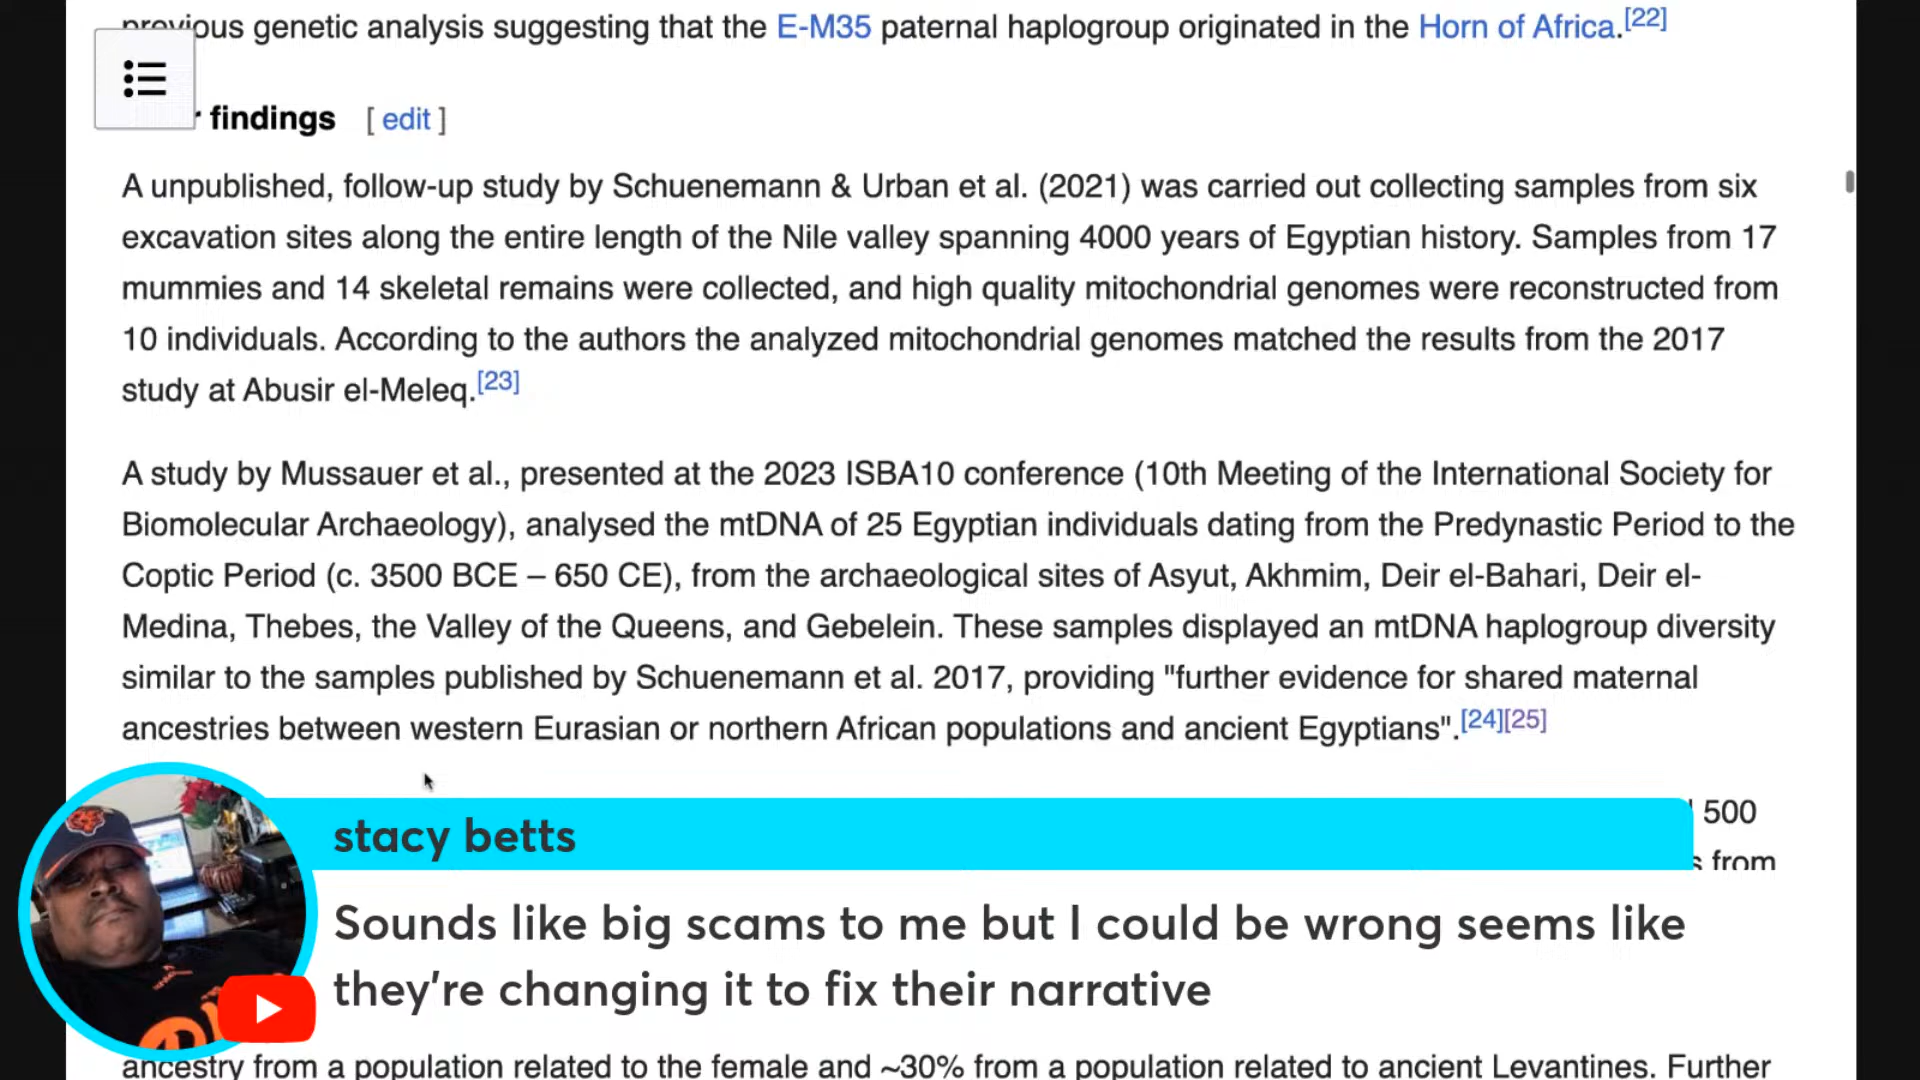 previous genetic analysis suggesting that the E-M35 paternal haplogroup originated in the Horn of Africa.[22]
findings [ edit ]
A unpublished, follow-up study by Schuenemann & Urban et al. (2021) was carried out collecting samples from six
excavation sites along the entire length of the Nile valley spanning 4000 years of Egyptian history. Samples from 17
mummies and 14 skeletal remains were collected, and high quality mitochondrial genomes were reconstructed from
10 individuals. According to the authors the analyzed mitochondrial genomes matched the results from the 2017
study at Abusir el-Meleq.[23]
A study by Mussauer et al., presented at the 2023 ISBA10 conference (10th Meeting of the International Society for
Biomolecular Archaeology), analysed the mtDNA of 25 Egyptian individuals dating from the Predynastic Period to the
Coptic Period (c. 3500 BCE – 650 CE), from the archaeological sites of Asyut, Akhmim, Deir el-Bahari, Deir el-
Medina, Thebes, the Valley of the Queens, and Gebelein. These samples displayed an mtDNA haplogroup diversity
similar to the samples published by Schuenemann et al. 2017, providing "further evidence for shared maternal
ancestries between western Eurasian or northern African populations and ancient Egyptians".[24][25]
500
from
stacy betts
Sounds like big scams to me but I could be wrong seems like
they're changing it to fix their narrative
ancestry from a population related to the female and ~30% from a population related to ancient Levantines. Further